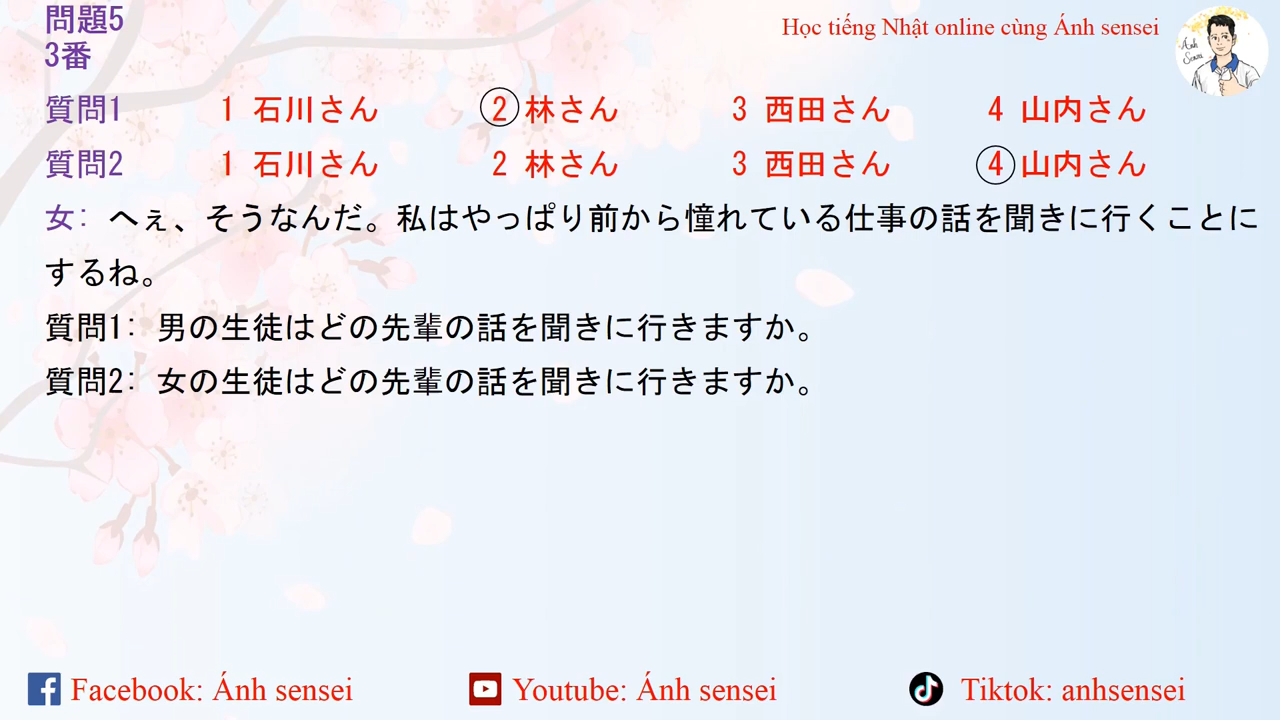 問題5
Học tiếng Nhật online cùng Ánh sensei
Ánh Sensei
3番
質問1 1 石川さん 2 林さん 3 西田さん 4 山内さん
質問2 1 石川さん 2 林さん 3 西田さん 4 山内さん
女: へぇ、そうなんだ。私はやっぱり前から憧れている仕事の話を聞きに行くことに
するね。
質問1: 男の生徒はどの先輩の話を聞きに行きますか。
質問2: 女の生徒はどの先輩の話を聞きに行きますか。
Facebook: Ánh sensei Youtube: Ánh sensei Tiktok: anhsensei